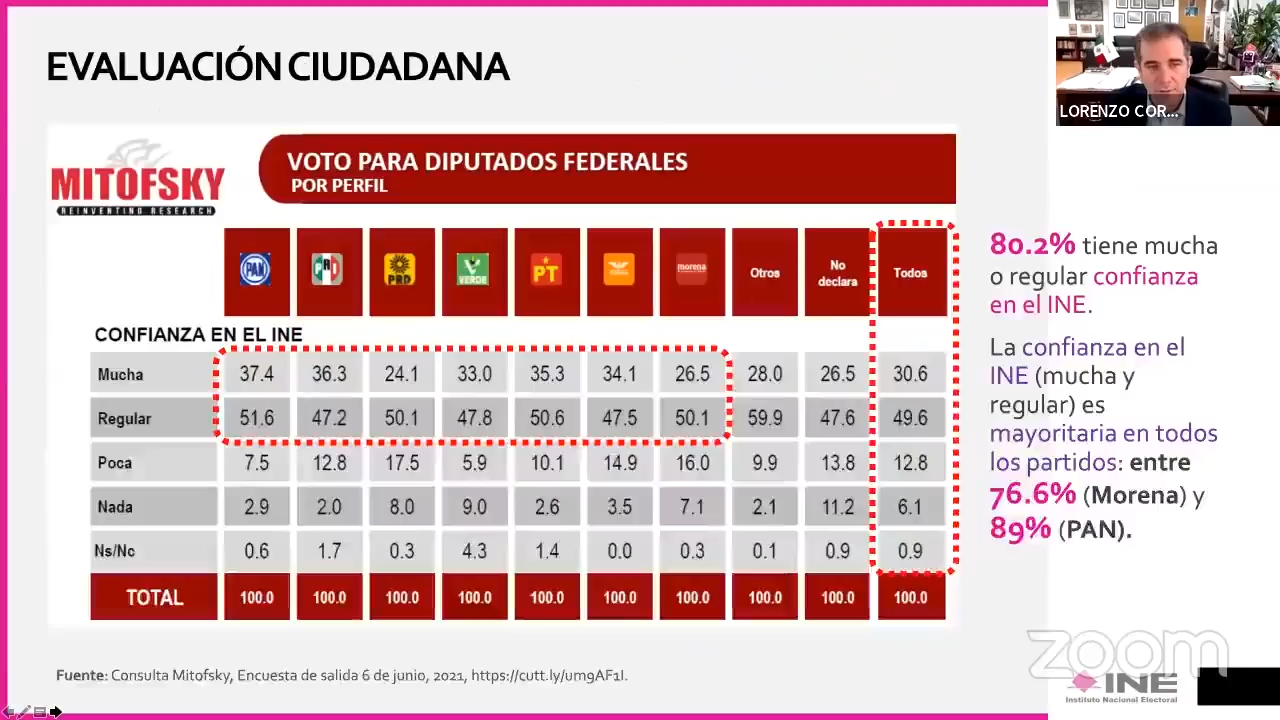 EVALUACIÓN CIUDADANA
LORENZO COR...
MITOFSKY
REINVENTING RESEARCH
VOTO PARA DIPUTADOS FEDERALES
POR PERFIL
PAN PRD VERDE PT morena Otros No declara Todos
CONFIANZA EN EL INE
Mucha 37.4 36.3 24.1 33.0 35.3 34.1 26.5 28.0 26.5 30.6
Regular 51.6 47.2 50.1 47.8 50.6 47.5 50.1 59.9 47.6 49.6
Poca 7.5 12.8 17.5 5.9 10.1 14.9 16.0 9.9 13.8 12.8
Nada 2.9 2.0 8.0 9.0 2.6 3.5 7.1 2.1 11.2 6.1
Ns/Nc 0.6 1.7 0.3 4.3 1.4 0.0 0.3 0.1 0.9 0.9
TOTAL 100.0 100.0 100.0 100.0 100.0 100.0 100.0 100.0 100.0 100.0
80.2% tiene mucha
o regular confianza
en el INE.
La confianza en el
INE (mucha y
regular) es
mayoritaria en todos
los partidos: entre
76.6% (Morena) y
89% (PAN).
Fuente: Consulta Mitofsky, Encuesta de salida 6 de junio, 2021, https://cutt.ly/umgAF1I.
zoom
INE
Instituto Nacional Electoral